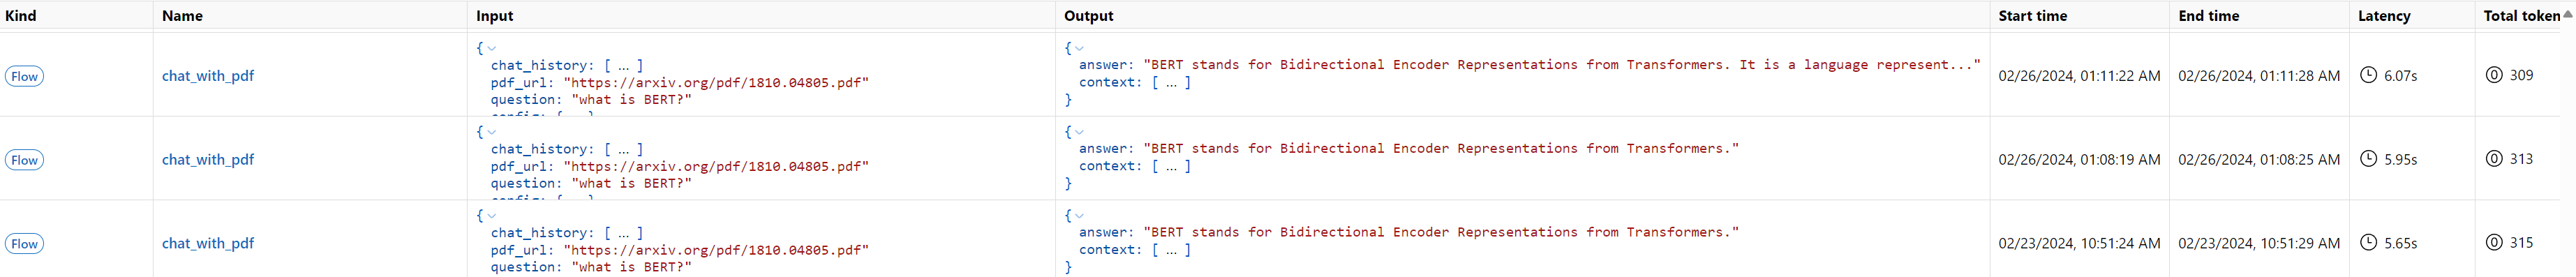 Kind Name Input Output Start time End time Latency Total token
{
chat_history: [ … ]
pdf_url: "https://arxiv.org/pdf/1810.04805.pdf"
question: "what is BERT?"
Flow chat_with_pdf
{
answer: "BERT stands for Bidirectional Encoder Representations from Transformers. It is a language represent..."
context: [ … ]
}
02/26/2024, 01:11:22 AM 02/26/2024, 01:11:28 AM 6.07s 309
{
chat_history: [ … ]
pdf_url: "https://arxiv.org/pdf/1810.04805.pdf"
question: "what is BERT?"
Flow chat_with_pdf
{
answer: "BERT stands for Bidirectional Encoder Representations from Transformers."
context: [ … ]
}
02/26/2024, 01:08:19 AM 02/26/2024, 01:08:25 AM 5.95s 313
{
chat_history: [ … ]
pdf_url: "https://arxiv.org/pdf/1810.04805.pdf"
question: "what is BERT?"
Flow chat_with_pdf
{
answer: "BERT stands for Bidirectional Encoder Representations from Transformers."
context: [ … ]
}
02/23/2024, 10:51:24 AM 02/23/2024, 10:51:29 AM 5.65s 315